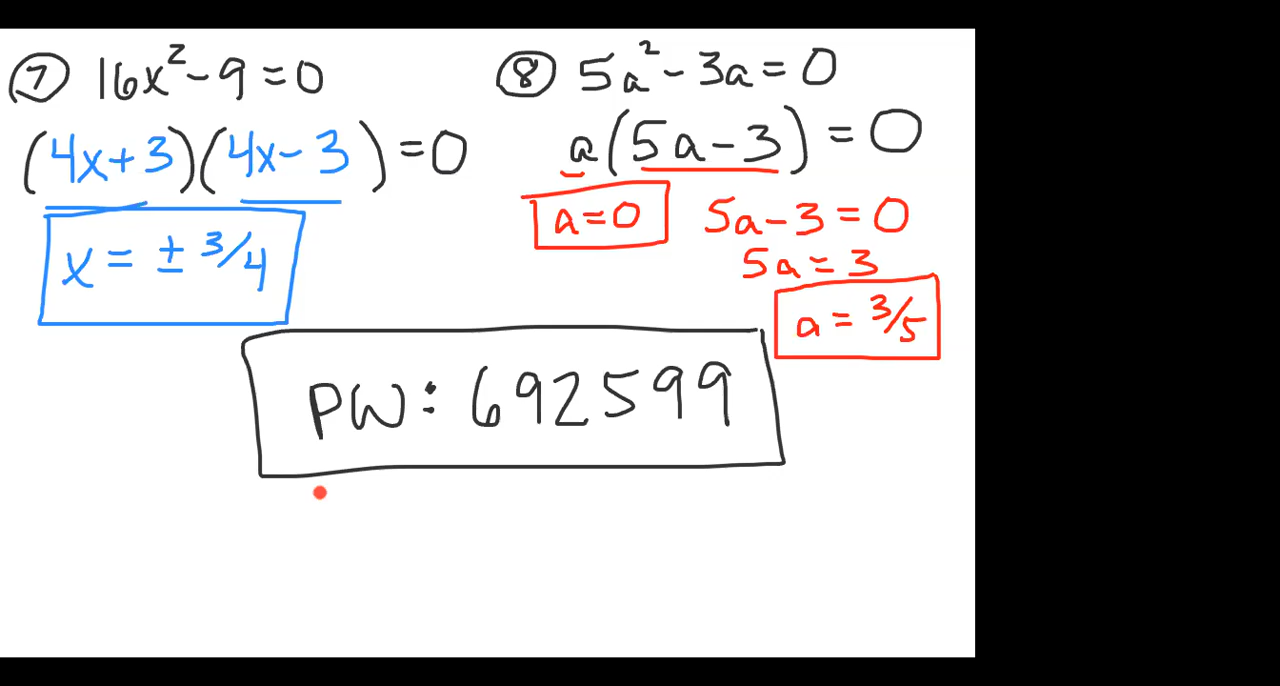 ⑦ 16x² - 9 = 0
(4x + 3)(4x - 3) = 0
x = ± 3/4
⑧ 5a² - 3a = 0
a(5a - 3) = 0
a = 0
5a - 3 = 0
5a = 3
a = 3/5
PW: 692599